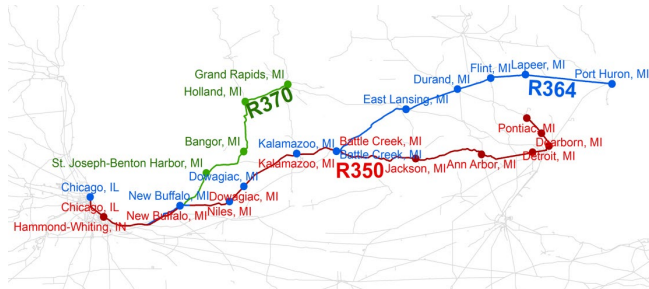 Grand Rapids, MI
Holland, MI
R370
Flint, MI
Lapeer, MI
Durand, MI
Port Huron, MI
R364
East Lansing, MI
Pontiac, MI
Bangor, MI
Kalamazoo, MI
Battle Creek, MI
Dearborn, MI
St. Joseph-Benton Harbor, MI
Kalamazoo, MI
Battle Creek, MI
Detroit, MI
R350
Jackson, MI
Ann Arbor, MI
Dowagiac, MI
Chicago, IL
New Buffalo, MI
Dowagiac, MI
Chicago, IL
New Buffalo, MI
Niles, MI
Hammond-Whiting, IN